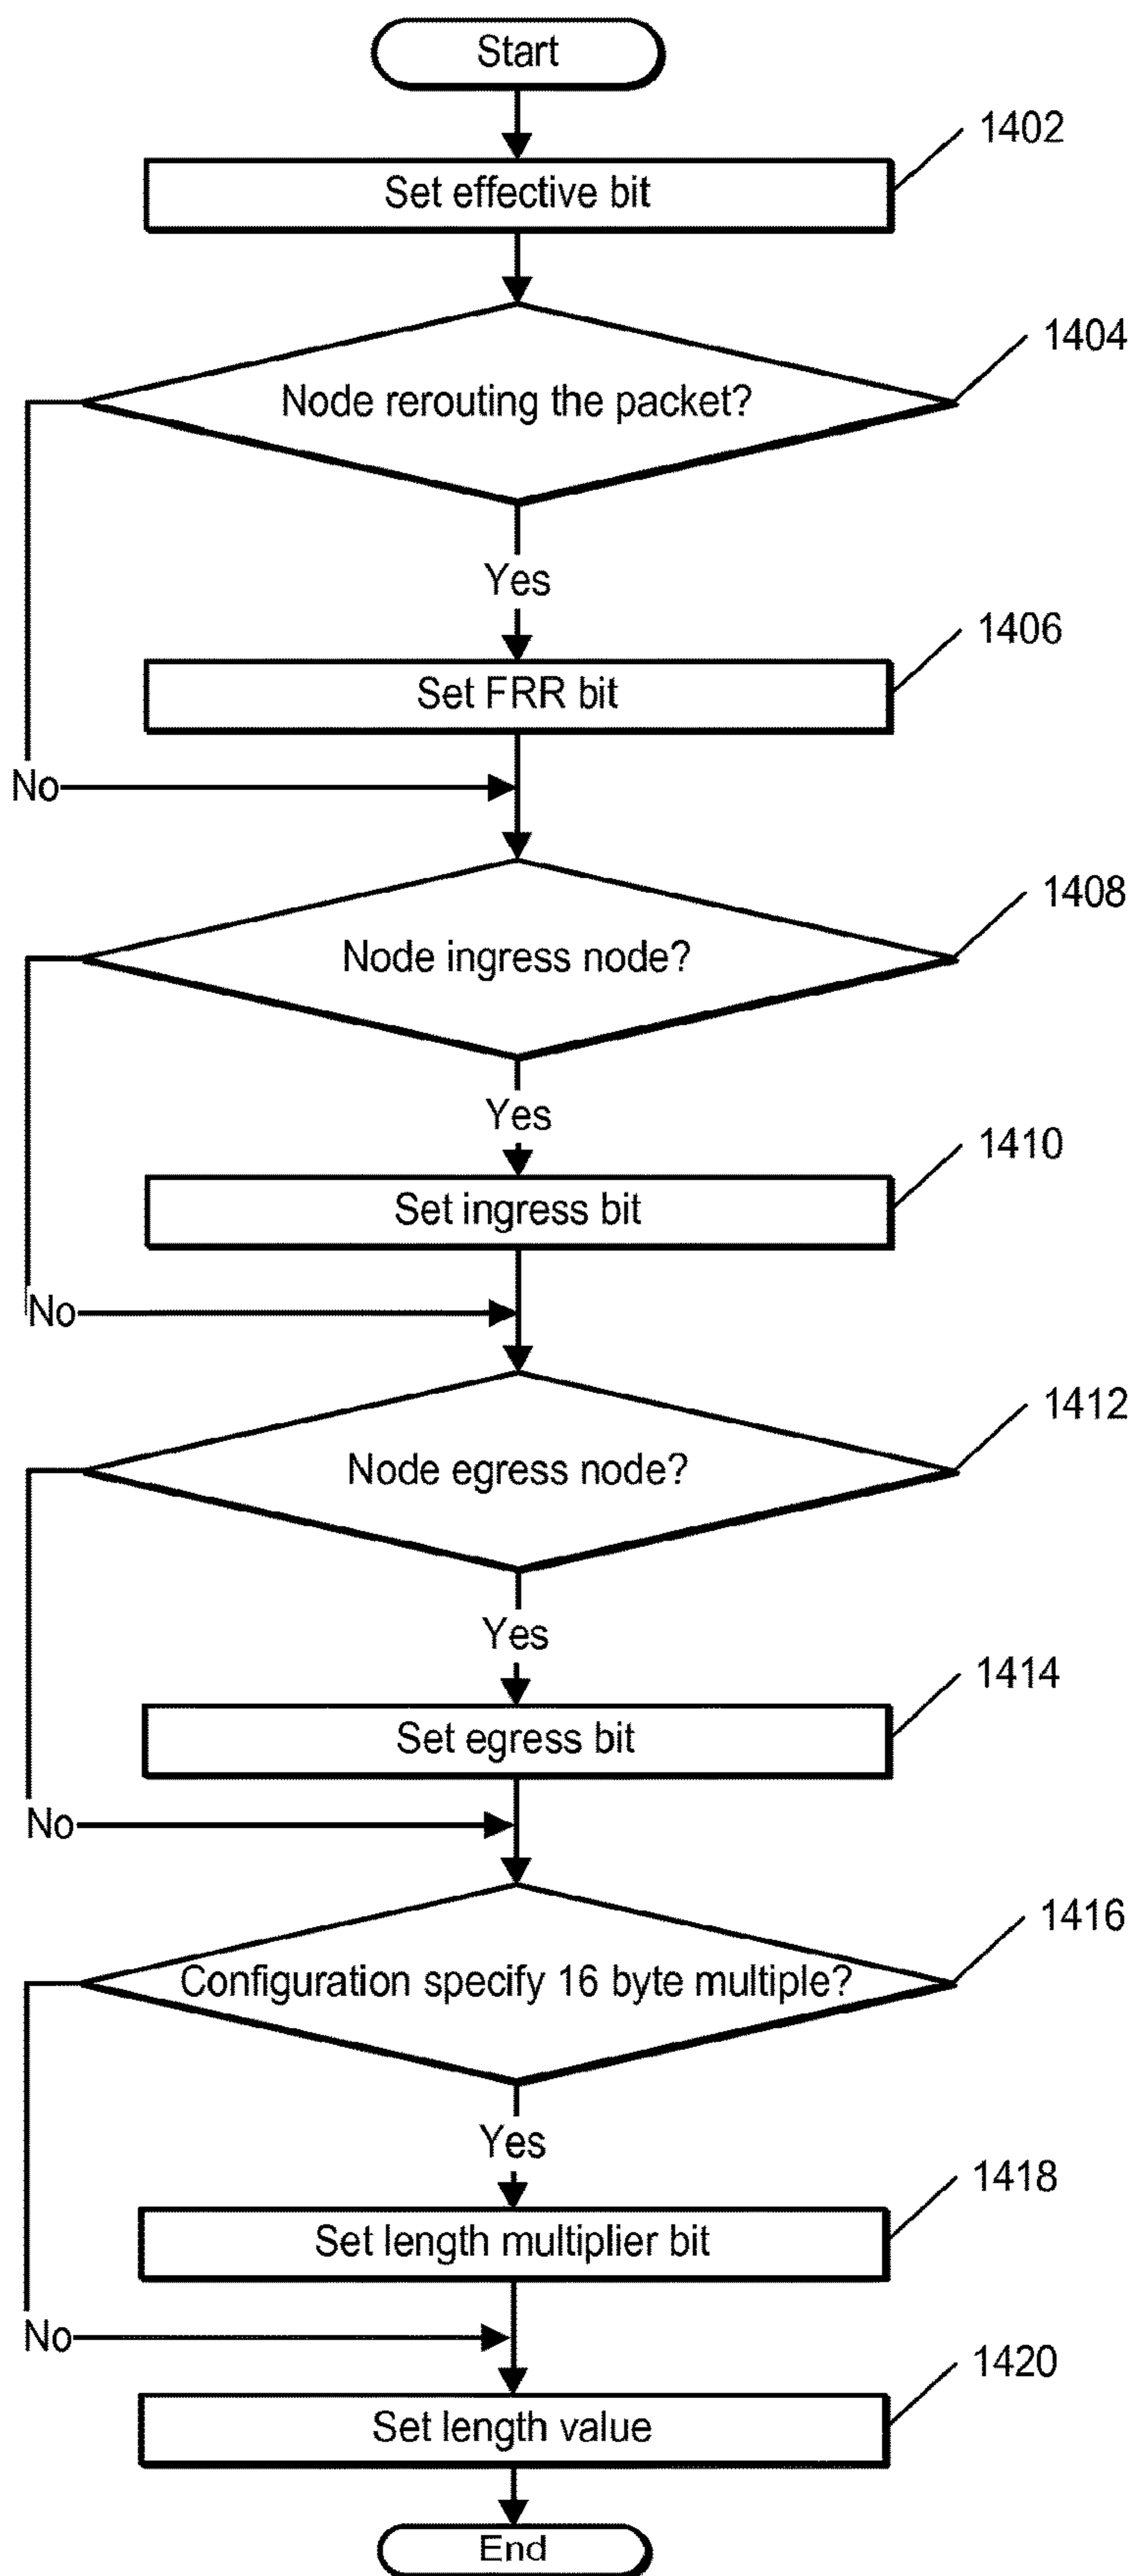 Start
1402
Set effective bit
1404
Node rerouting the packet?
Yes
1406
Set FRR bit
No
1408
Node ingress node?
Yes
1410
Set ingress bit
No
1412
Node egress node?
Yes
1414
Set egress bit
No
1416
Configuration specify 16 byte multiple?
Yes
1418
Set length multiplier bit
No
1420
Set length value
End